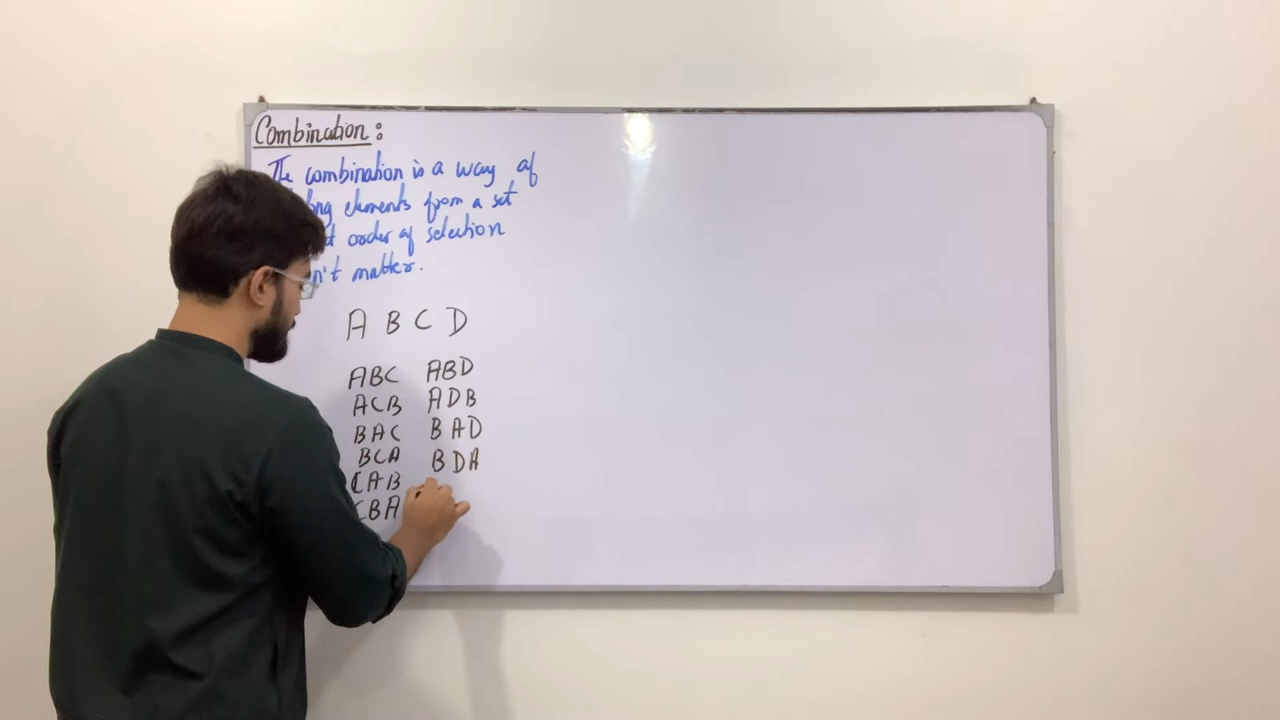 Combination:
The combination is a way of
elements from a set
order of selection
matter.
A B C D
ABC ABD
ACB ADB
BAC BAD
BCA BDA
CAB
CBA